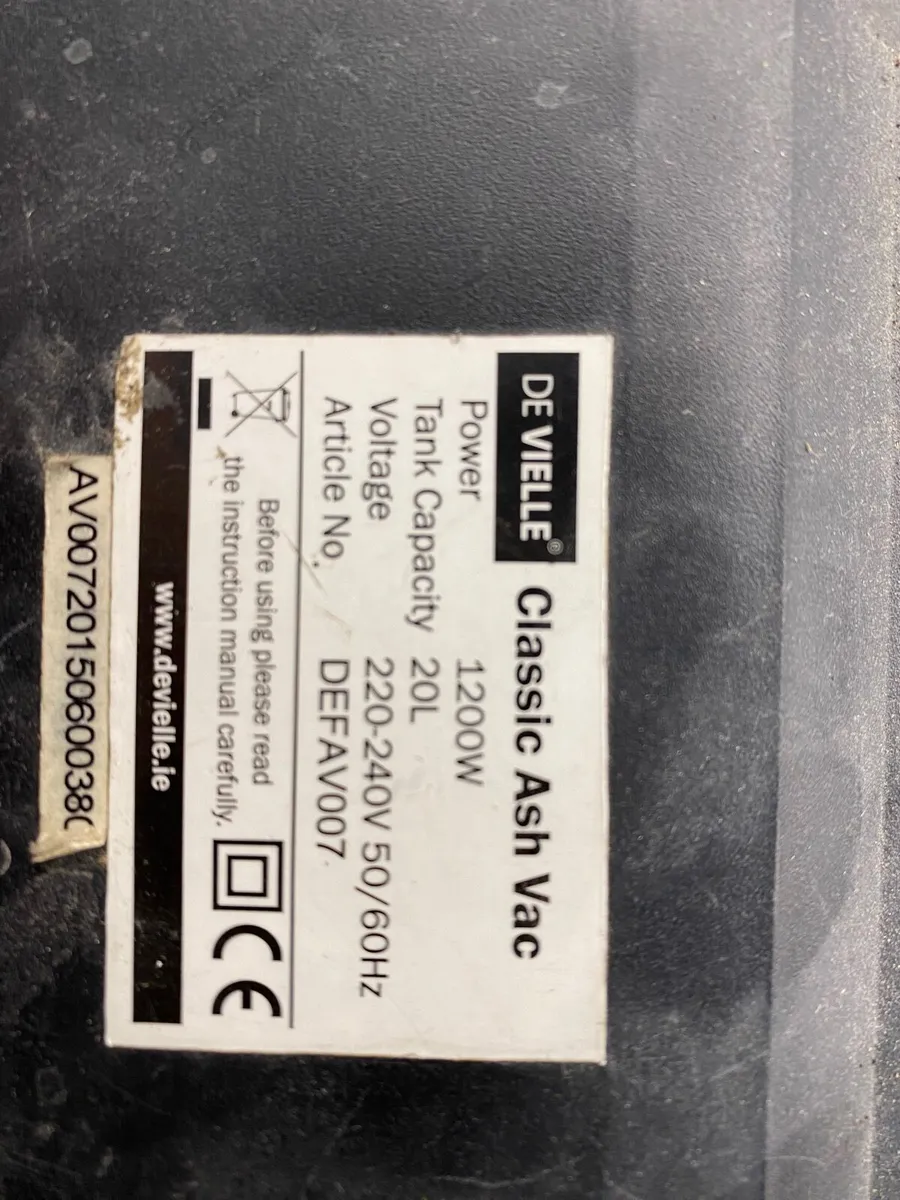 DE VIELLE© Classic Ash Vac
Power 1200W
Tank Capacity 20L
Voltage 220-240V 50/60Hz
Article No. DEFAV007
Before using please read
the instruction manual carefully.
CE
www.devielle.ie
AV00720150600380